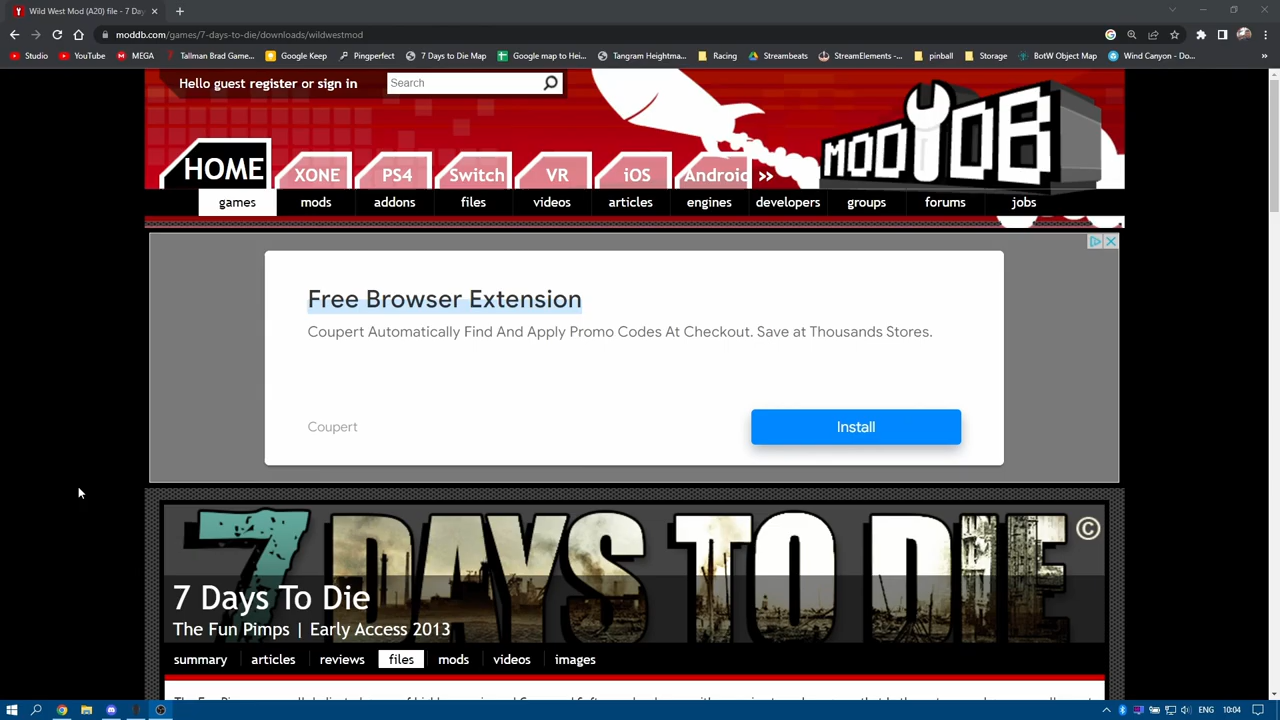 Wild West Mod (A20) file - 7 Day
moddb.com/games/7-days-to-die/downloads/wildwestmod
Studio YouTube MEGA Tallman Brad Game... Google Keep Pingperfect 7 Days to Die Map Google map to Hei... Tangram Heightma... Racing Streambeats StreamElements -... pinball Storage BotW Object Map Wind Canyon, D... »
Hello guest register or sign in
Search
MODDB
HOME XONE PS4 Switch VR iOS Android »
games mods addons files videos articles engines developers groups forums jobs
Free Browser Extension
Coupert Automatically Find And Apply Promo Codes At Checkout. Save at Thousands Stores.
Coupert
Install
7 DAYS TO DIE ©
7 Days To Die
The Fun Pimps | Early Access 2013
summary articles reviews files mods videos images
ENG 10:04